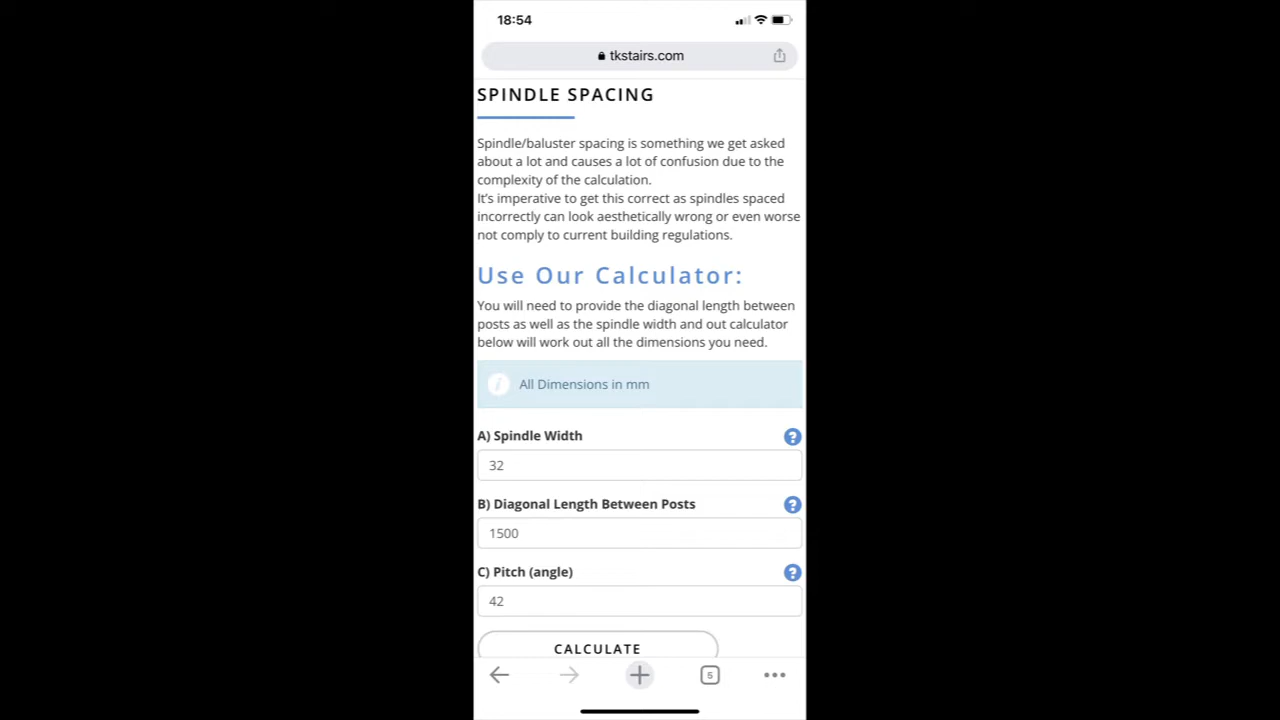 18:54
tkstairs.com
SPINDLE SPACING
Spindle/baluster spacing is something we get asked
about a lot and causes a lot of confusion due to the
complexity of the calculation.
It's imperative to get this correct as spindles spaced
incorrectly can look aesthetically wrong or even worse
not comply to current building regulations.
Use Our Calculator:
You will need to provide the diagonal length between
posts as well as the spindle width and out calculator
below will work out all the dimensions you need.
i All Dimensions in mm
A) Spindle Width ?
32
B) Diagonal Length Between Posts ?
1500
C) Pitch (angle) ?
42
CALCULATE
5